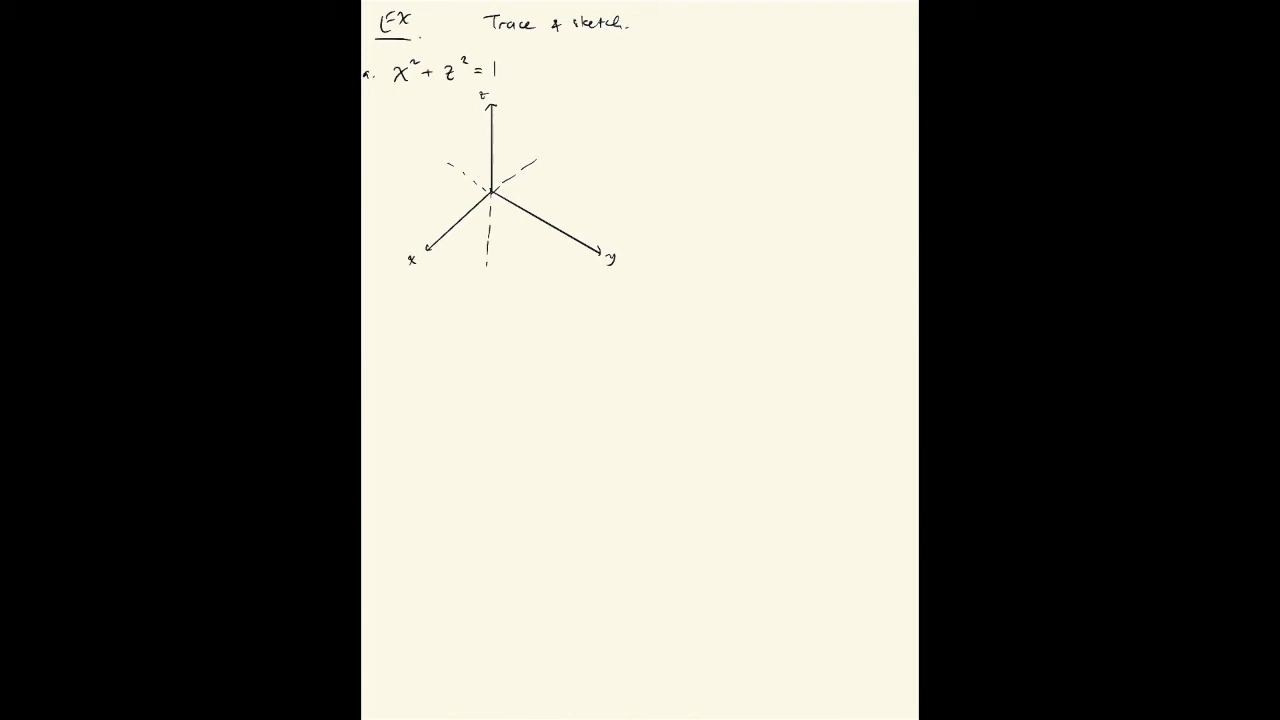 Ex. Trace & sketch.
a. x² + z² = 1
z
x y